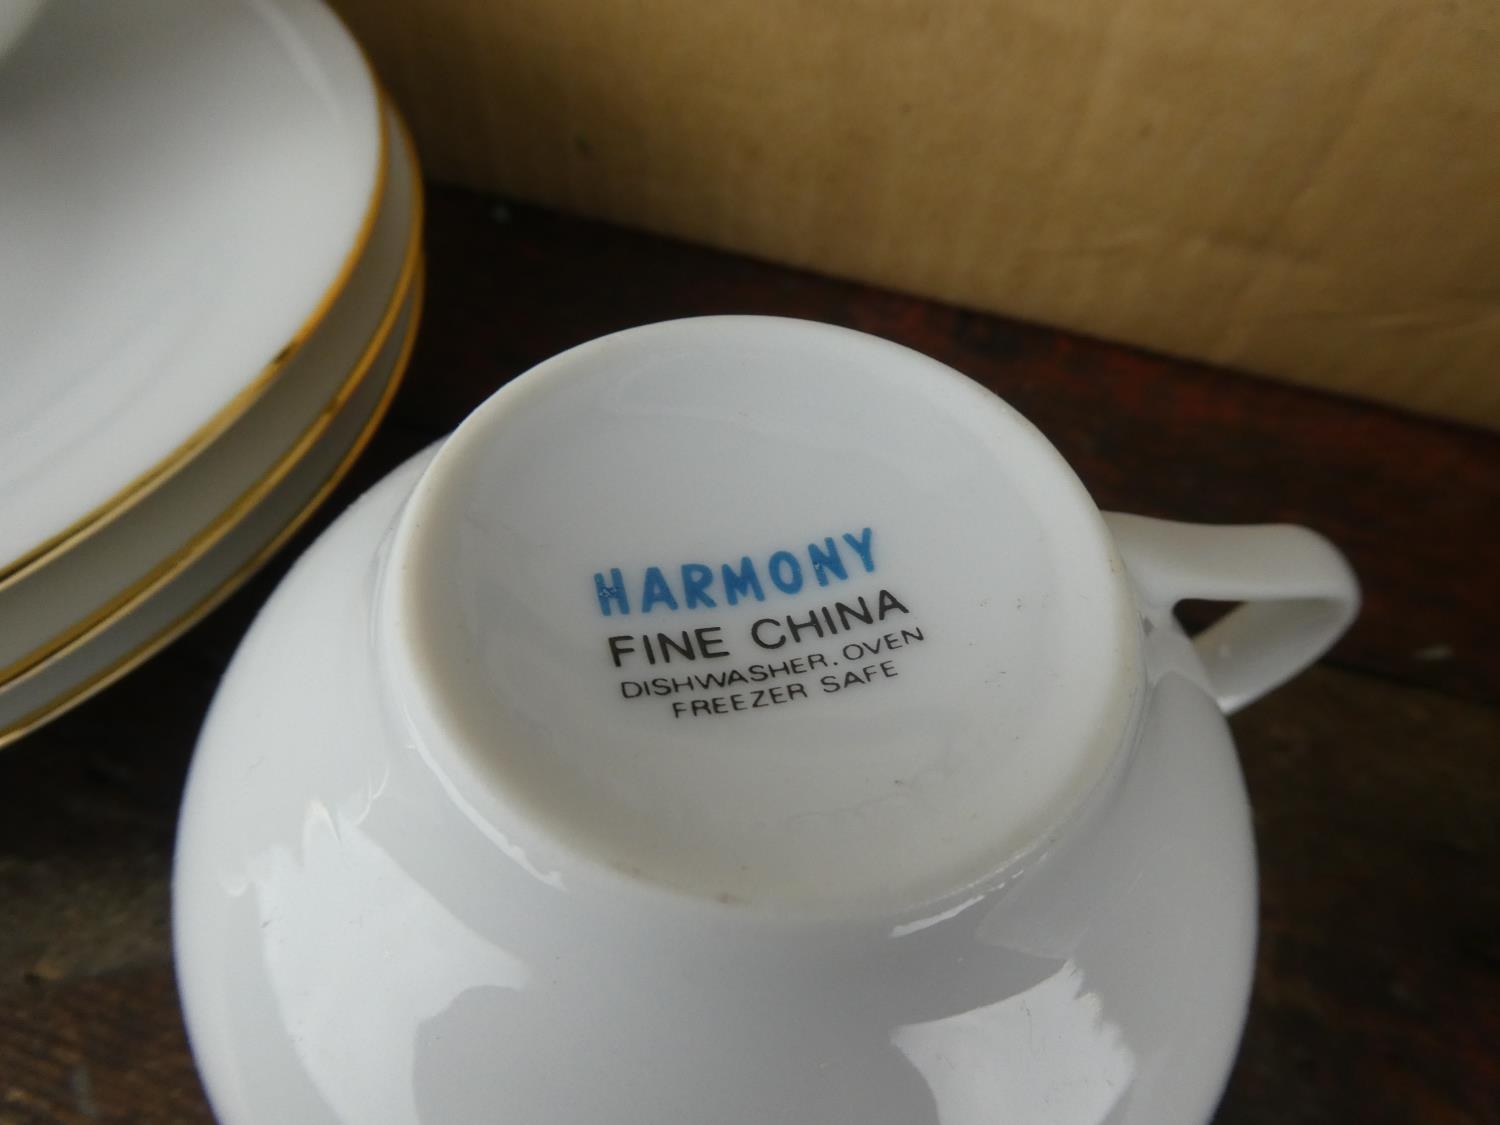 HARMONY
FINE CHINA
DISHWASHER. OVEN
FREEZER SAFE